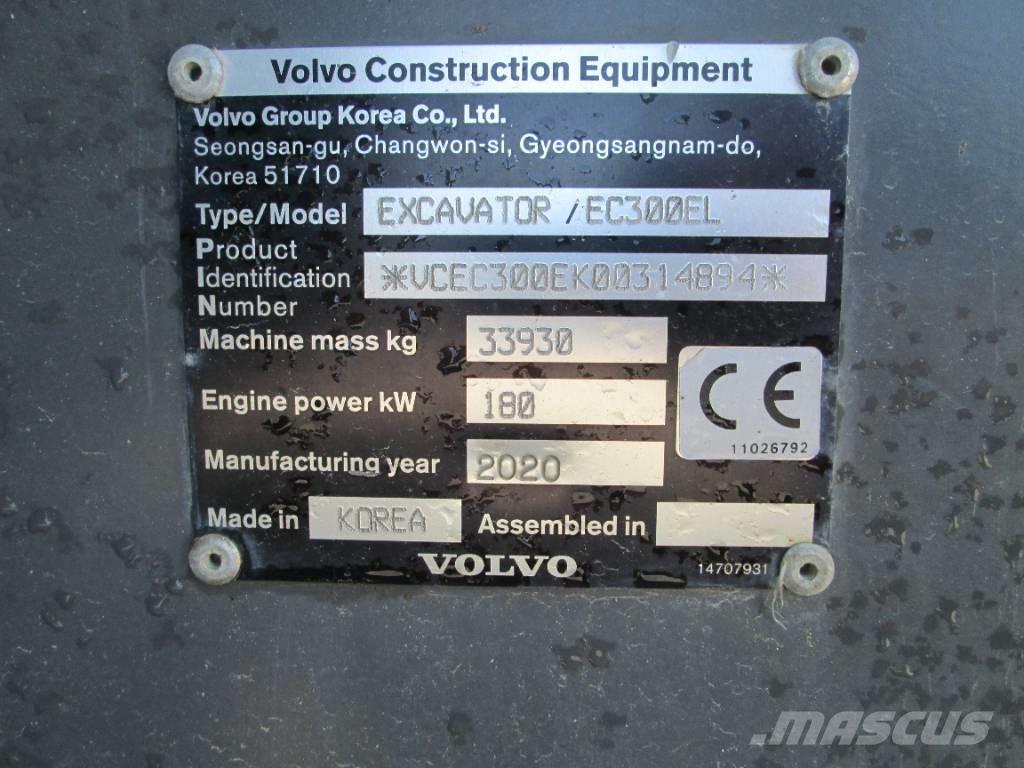 Volvo Construction Equipment
Volvo Group Korea Co., Ltd.
Seongsan-gu, Changwon-si, Gyeongsangnam-do,
Korea 51710
Type/Model EXCAVATOR /EC300EL
Product
Identification *VCEC300EK00314894*
Number
Machine mass kg 33930
Engine power kW 180
CE
11026792
Manufacturing year 2020
Made in KOREA Assembled in
VOLVO
14707931
MASCUS